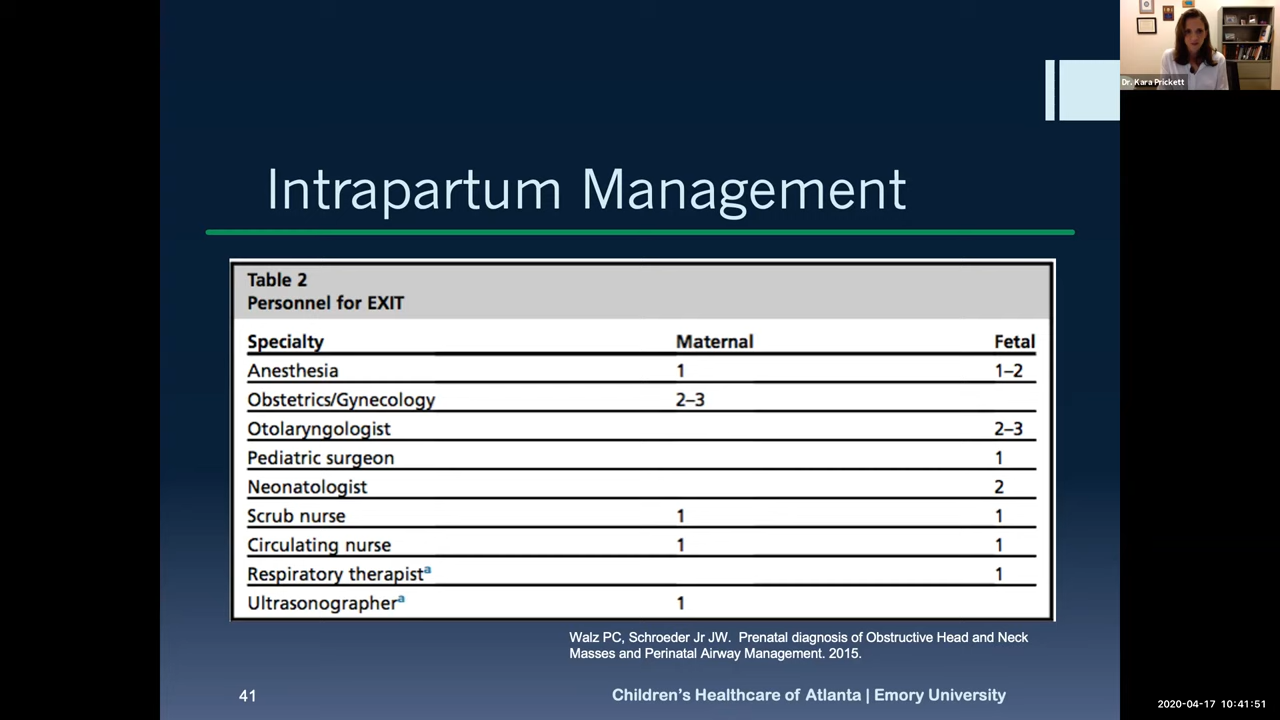 Dr. Kara Prickett
Intrapartum Management
Table 2
Personnel for EXIT
Specialty Maternal Fetal
Anesthesia 1 1–2
Obstetrics/Gynecology 2–3
Otolaryngologist 2–3
Pediatric surgeon 1
Neonatologist 2
Scrub nurse 1 1
Circulating nurse 1 1
Respiratory therapistᵃ 1
Ultrasonographerᵃ 1
Walz PC, Schroeder Jr JW. Prenatal diagnosis of Obstructive Head and Neck
Masses and Perinatal Airway Management. 2015.
41
Children's Healthcare of Atlanta | Emory University
2020-04-17 10:41:51